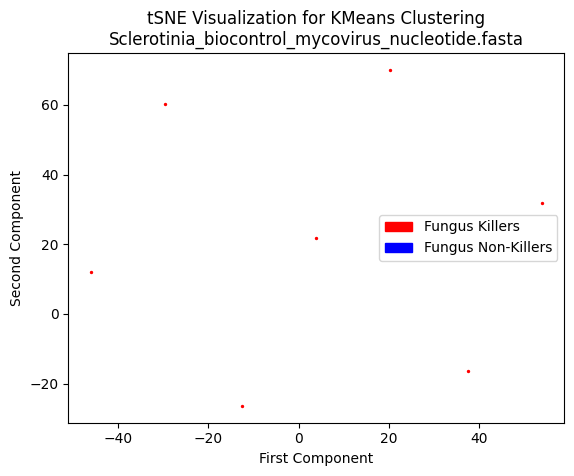 tSNE Visualization for KMeans Clustering
Sclerotinia_biocontrol_mycovirus_nucleotide.fasta
60
40
20
0
−20
Second Component
Fungus Killers
Fungus Non-Killers
−40
−20
0
20
40
First Component